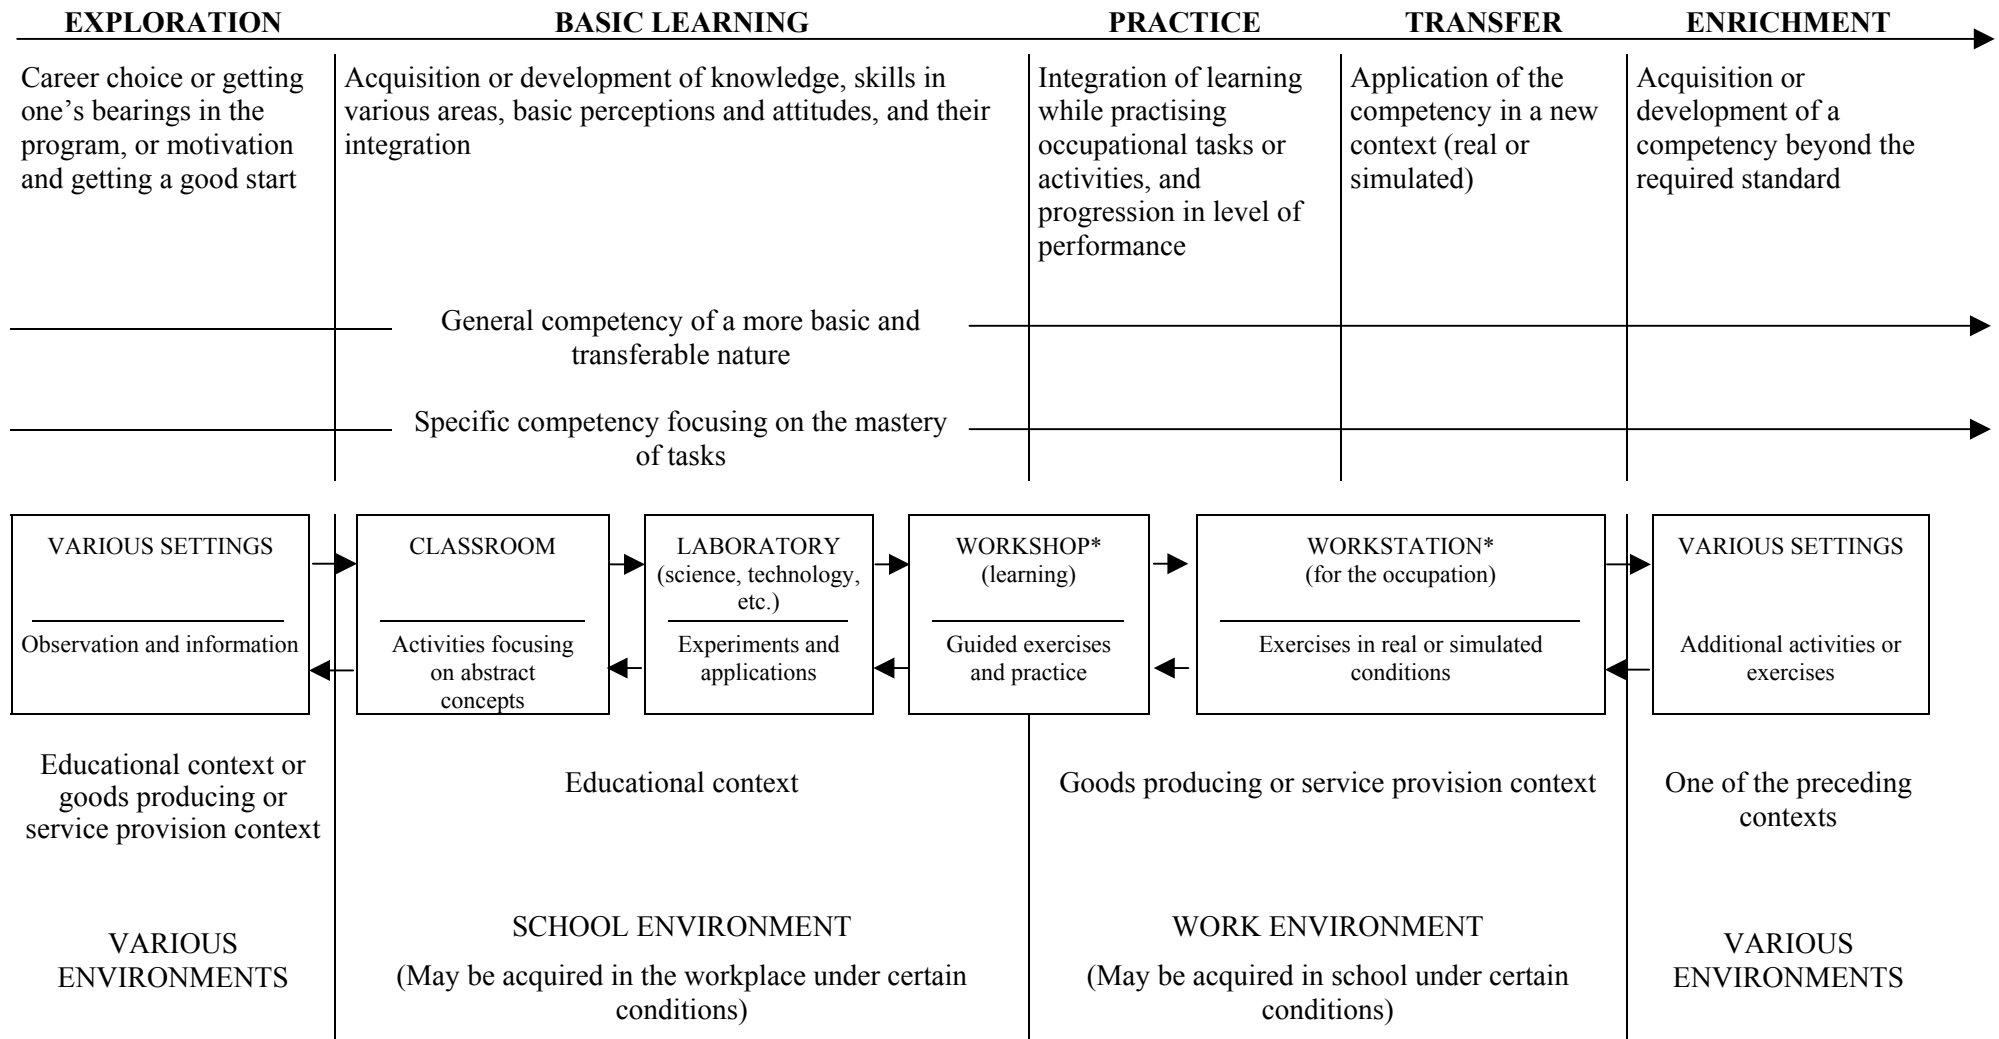 EXPLORATION
BASIC LEARNING
PRACTICE
TRANSFER
ENRICHMENT
Career choice or getting
one’s bearings in the
program, or motivation
and getting a good start
Acquisition or development of knowledge, skills in
various areas, basic perceptions and attitudes, and their
integration
Integration of learning
while practising
occupational tasks or
activities, and
progression in level of
performance
Application of the
competency in a new
context (real or
simulated)
Acquisition or
development of a
competency beyond the
required standard
General competency of a more basic and
transferable nature
Specific competency focusing on the mastery
of tasks
VARIOUS SETTINGS
Observation and information
CLASSROOM
Activities focusing
on abstract
concepts
LABORATORY
(science, technology,
etc.)
Experiments and
applications
WORKSHOP*
(learning)
Guided exercises
and practice
WORKSTATION*
(for the occupation)
Exercises in real or simulated
conditions
VARIOUS SETTINGS
Additional activities or
exercises
Educational context or
goods producing or
service provision context
Educational context
Goods producing or service provision context
One of the preceding
contexts
VARIOUS
ENVIRONMENTS
SCHOOL ENVIRONMENT
(May be acquired in the workplace under certain
conditions)
WORK ENVIRONMENT
(May be acquired in school under certain
conditions)
VARIOUS
ENVIRONMENTS